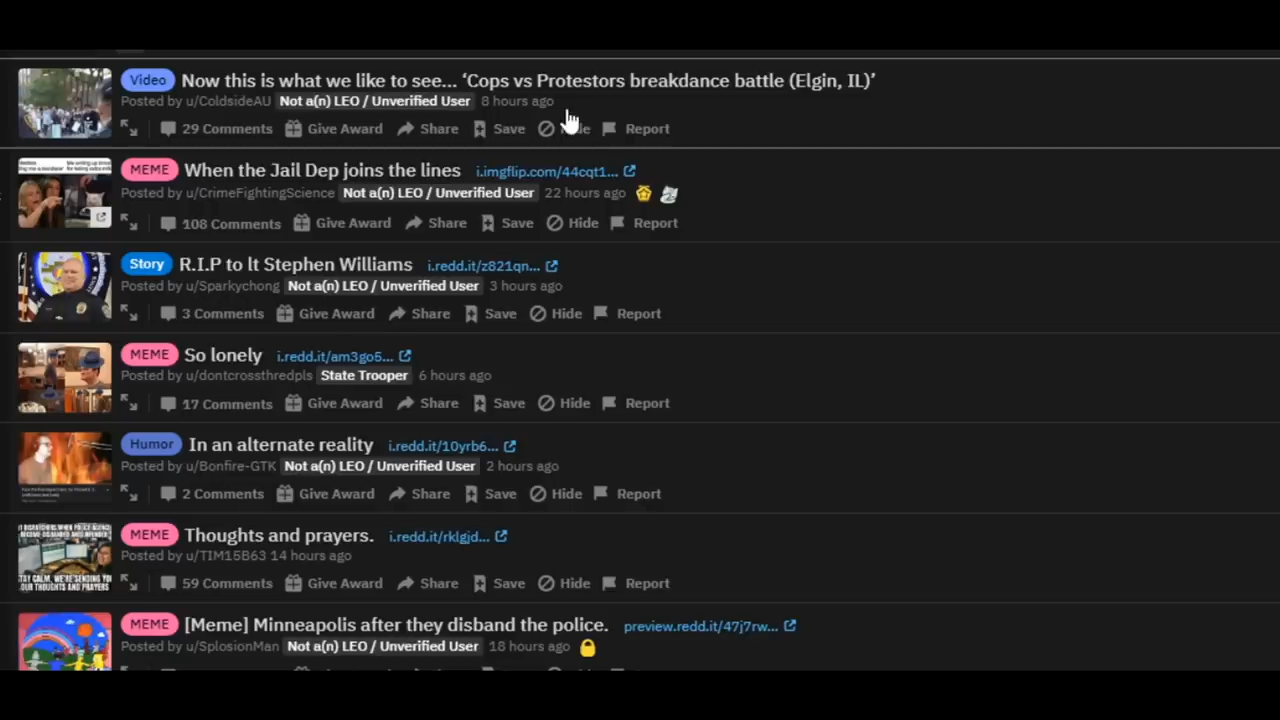 Video Now this is what we like to see... ‘Cops vs Protestors breakdance battle (Elgin, IL)’
Posted by u/ColdsideAU Not a(n) LEO / Unverified User 8 hours ago
29 Comments Give Award Share Save Hide Report
MEME When the Jail Dep joins the lines i.imgflip.com/44cqt1...
Posted by u/CrimeFightingScience Not a(n) LEO / Unverified User 22 hours ago
108 Comments Give Award Share Save Hide Report
Story R.I.P to lt Stephen Williams i.redd.it/z821qn...
Posted by u/Sparkychong Not a(n) LEO / Unverified User 3 hours ago
3 Comments Give Award Share Save Hide Report
MEME So lonely i.redd.it/am3go5...
Posted by u/dontcrossthredpls State Trooper 6 hours ago
17 Comments Give Award Share Save Hide Report
Humor In an alternate reality i.redd.it/10yrb6...
Posted by u/Bonfire-GTK Not a(n) LEO / Unverified User 2 hours ago
2 Comments Give Award Share Save Hide Report
MEME Thoughts and prayers. i.redd.it/rklgjd...
Posted by u/TIM15B63 14 hours ago
STAY CALM, WE'RE SENDING YOU
OUR THOUGHTS AND PRAYERS
59 Comments Give Award Share Save Hide Report
MEME [Meme] Minneapolis after they disband the police. preview.redd.it/47j7rw...
Posted by u/SplosionMan Not a(n) LEO / Unverified User 18 hours ago